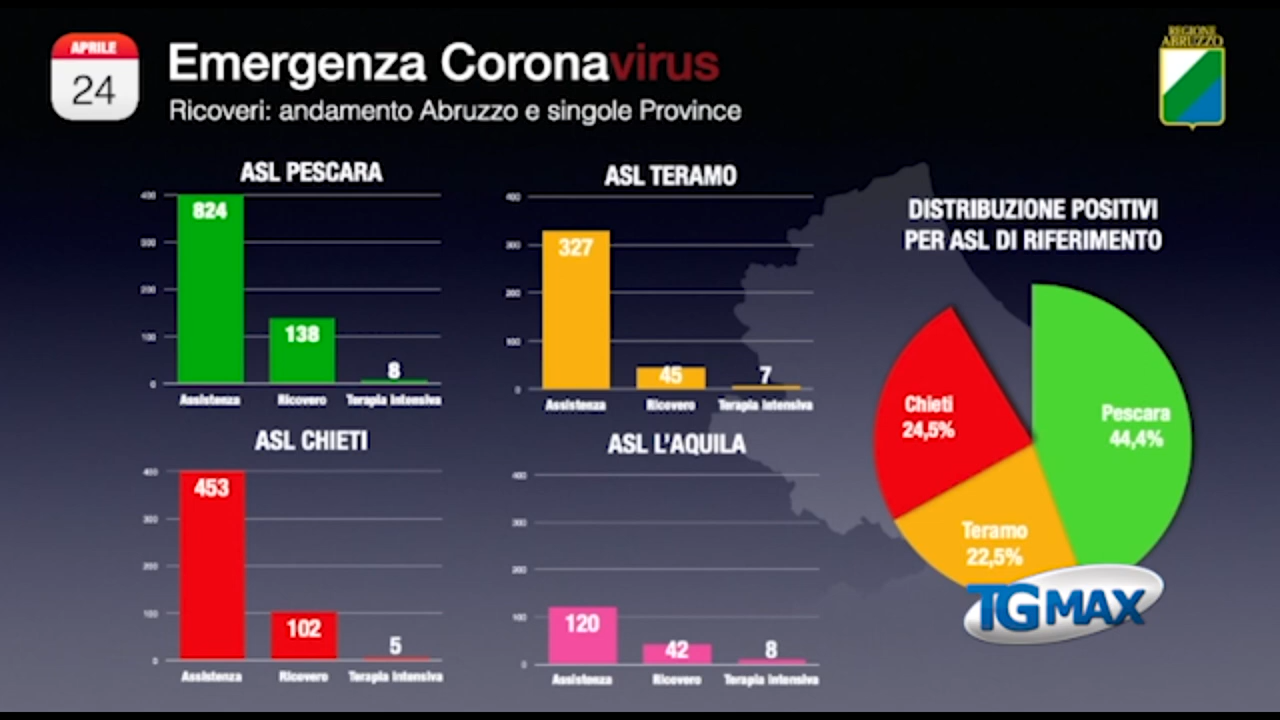 APRILE
24
Emergenza Coronavirus
Ricoveri: andamento Abruzzo e singole Province
REGIONE
ABRUZZO
ASL PESCARA
400
300
200
100
0
824
138
8
Assistenza Ricovero Terapia Intensiva
ASL TERAMO
400
300
200
100
0
327
45
7
Assistenza Ricovero Terapia Intensiva
DISTRIBUZIONE POSITIVI
PER ASL DI RIFERIMENTO
Pescara
44,4%
Chieti
24,5%
Teramo
22,5%
ASL CHIETI
400
300
200
100
0
453
102
5
Assistenza Ricovero Terapia Intensiva
ASL L'AQUILA
400
300
200
100
0
120
42
8
Assistenza Ricovero Terapia Intensiva
TG MAX